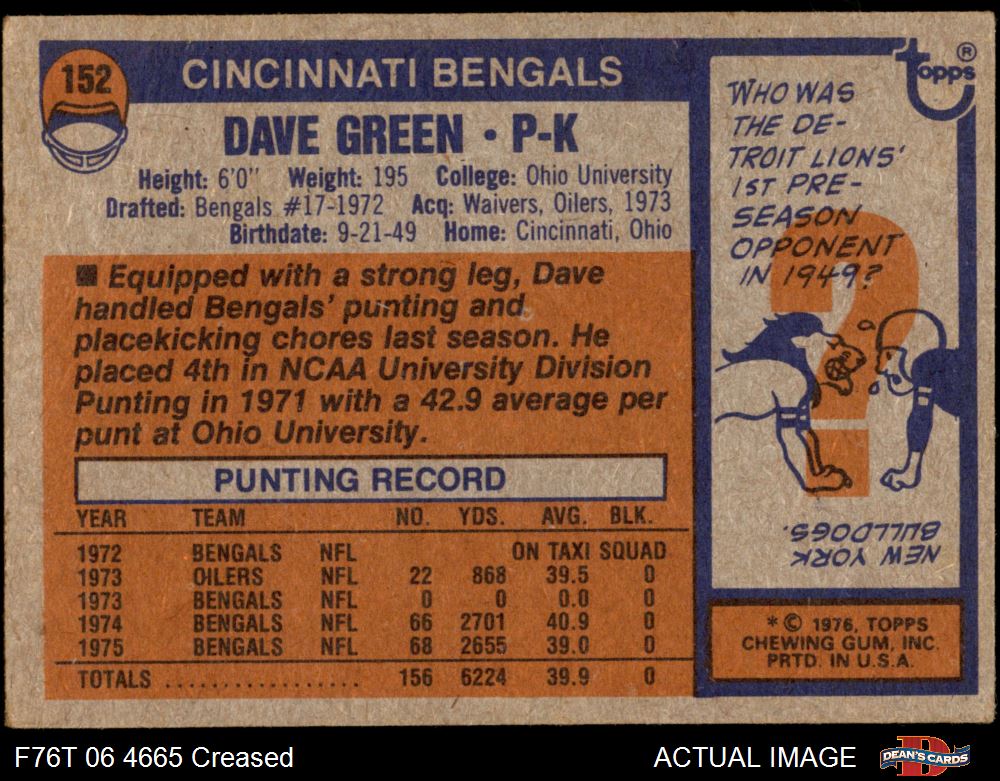 152
CINCINNATI BENGALS
DAVE GREEN • P-K
Height: 6'0" Weight: 195 College: Ohio University
Drafted: Bengals #17-1972 Acq: Waivers, Oilers, 1973
Birthdate: 9-21-49 Home: Cincinnati, Ohio
■ Equipped with a strong leg, Dave
handled Bengals' punting and
placekicking chores last season. He
placed 4th in NCAA University Division
Punting in 1971 with a 42.9 average per
punt at Ohio University.
PUNTING RECORD
YEAR TEAM NO. YDS. AVG. BLK.
1972 BENGALS NFL ON TAXI SQUAD
1973 OILERS NFL 22 868 39.5 0
1973 BENGALS NFL 0 0 0.0 0
1974 BENGALS NFL 66 2701 40.9 0
1975 BENGALS NFL 68 2655 39.0 0
TOTALS .................. 156 6224 39.9 0
topps ®
WHO WAS
THE DE-
TROIT LIONS'
1ST PRE-
SEASON
OPPONENT
IN 1949?
?
NEW YORK
BULLDOGS.
* © 1976, TOPPS
CHEWING GUM, INC.
PRTD. IN U.S.A.
F76T 06 4665 Creased
ACTUAL IMAGE
D
DEAN'S CARDS